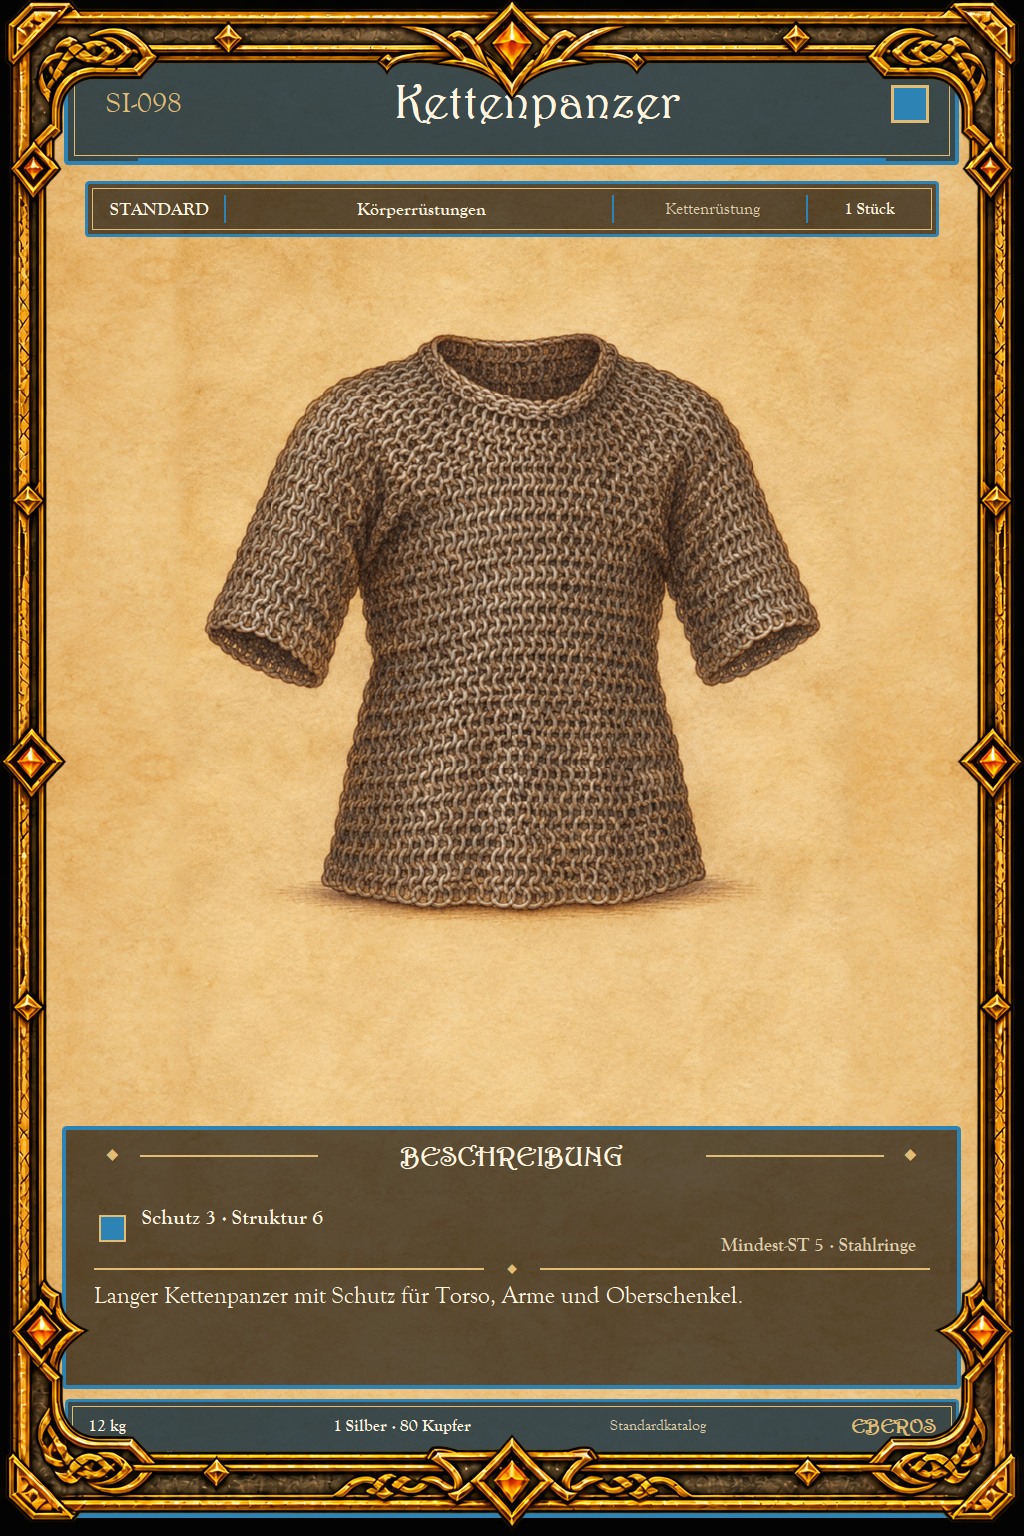 SI-098
Kettenpanzer
STANDARD
Körperrüstungen
Kettenrüstung
1 Stück
BESCHREIBUNG
Schutz 3 · Struktur 6
Mindest-ST 5 · Stahlringe
Langer Kettenpanzer mit Schutz für Torso, Arme und Oberschenkel.
12 kg
1 Silber · 80 Kupfer
Standardkatalog
EBEROS